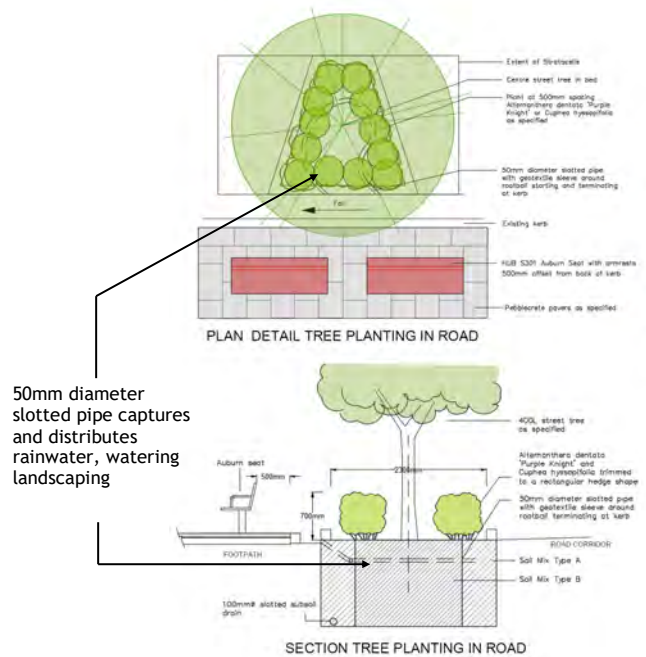 Extent of Stratacells
Centre street tree in bed
Plant at 500mm spacing
Alternanthera dentata 'Purple
Knight' or Cuphea hyssopifolia
as specified
50mm diameter slotted pipe
with geotextile sleeve around
rootball starting and terminating
at kerb
Fall
Existing kerb
HUB S301 Auburn Seat with armrests
500mm offset from back of kerb
Pebblecrete pavers as specified
PLAN DETAIL TREE PLANTING IN ROAD
50mm diameter
slotted pipe captures
and distributes
rainwater, watering
landscaping
400L street tree
as specified
Alternanthera dentata
'Purple Knight' and
Cuphea hyssopifolia trimmed
to a rectangular hedge shape
50mm diameter slotted pipe
with geotextile sleeve around
rootball terminating at kerb
Auburn seat
500mm
2300mm
700mm
FOOTPATH
ROAD CORRIDOR
Soil Mix Type A
Soil Mix Type B
100mmø slotted subsoil
drain
SECTION TREE PLANTING IN ROAD